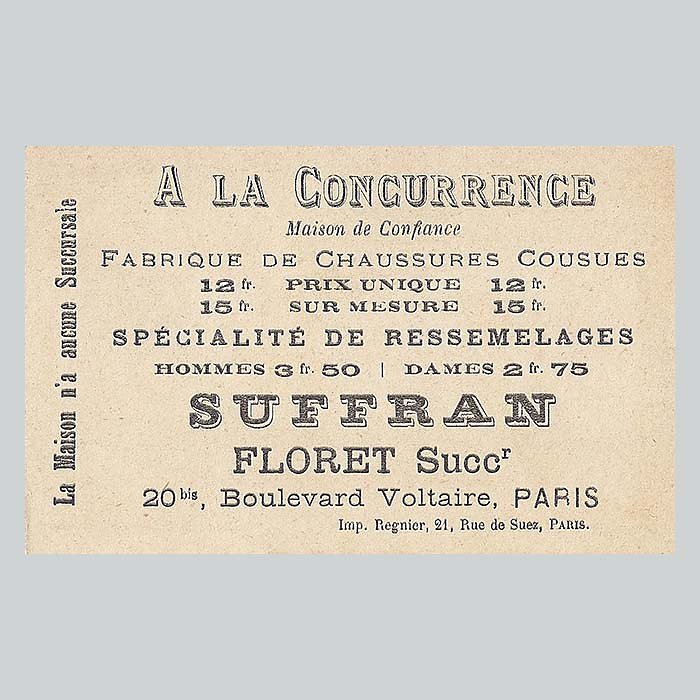 La Maison n'a aucune Succursale
A LA CONCURRENCE
Maison de Confiance
FABRIQUE DE CHAUSSURES COUSUES
12 fr. PRIX UNIQUE 12 fr.
15 fr. SUR MESURE 15 fr.
SPÉCIALITÉ DE RESSEMELAGES
HOMMES 3 fr. 50 | DAMES 2 fr. 75
SUFFRAN
FLORET Succr
20 bis, Boulevard Voltaire, PARIS
Imp. Regnier, 21, Rue de Suez, PARIS.